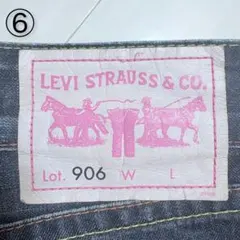 ⑥
LEVI STRAUSS & CO.
Lot. 906 W L